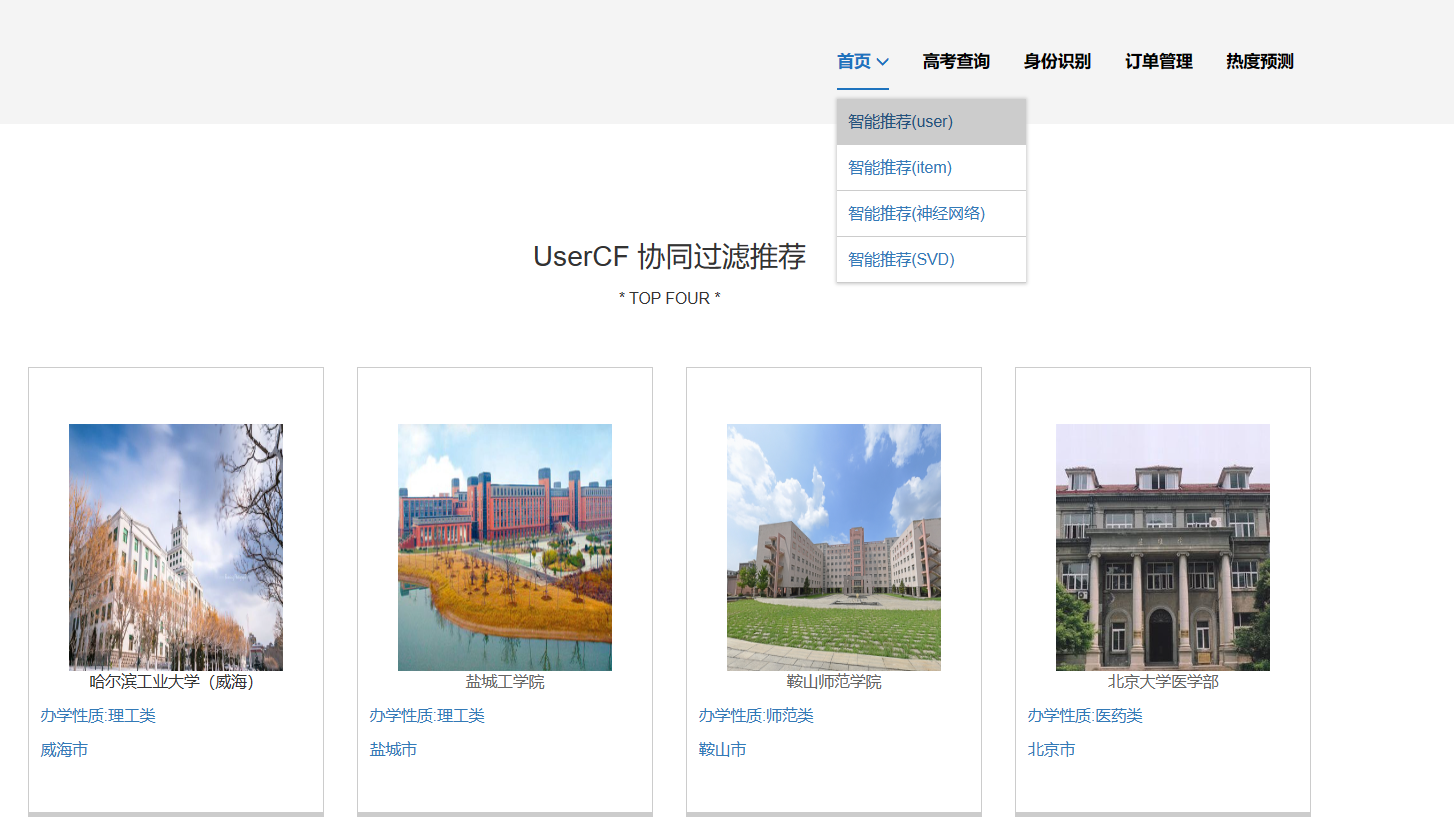 首页 高考查询 身份识别 订单管理 热度预测
智能推荐(user)
智能推荐(item)
智能推荐(神经网络)
智能推荐(SVD)
UserCF 协同过滤推荐
* TOP FOUR *
哈尔滨工业大学（威海）
办学性质:理工类
威海市
盐城工学院
办学性质:理工类
盐城市
鞍山师范学院
办学性质:师范类
鞍山市
北京大学医学部
办学性质:医药类
北京市